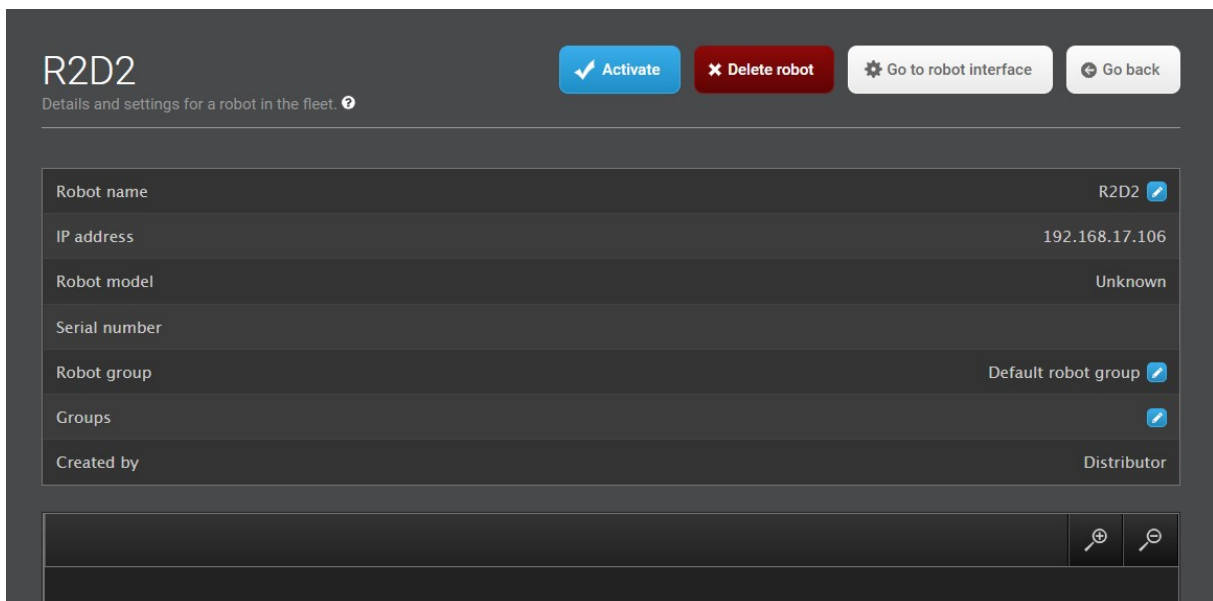 R2D2
Activate
Delete robot
Go to robot interface
Go back
Details and settings for a robot in the fleet.
Robot name R2D2
IP address 192.168.17.106
Robot model Unknown
Serial number
Robot group Default robot group
Groups
Created by Distributor